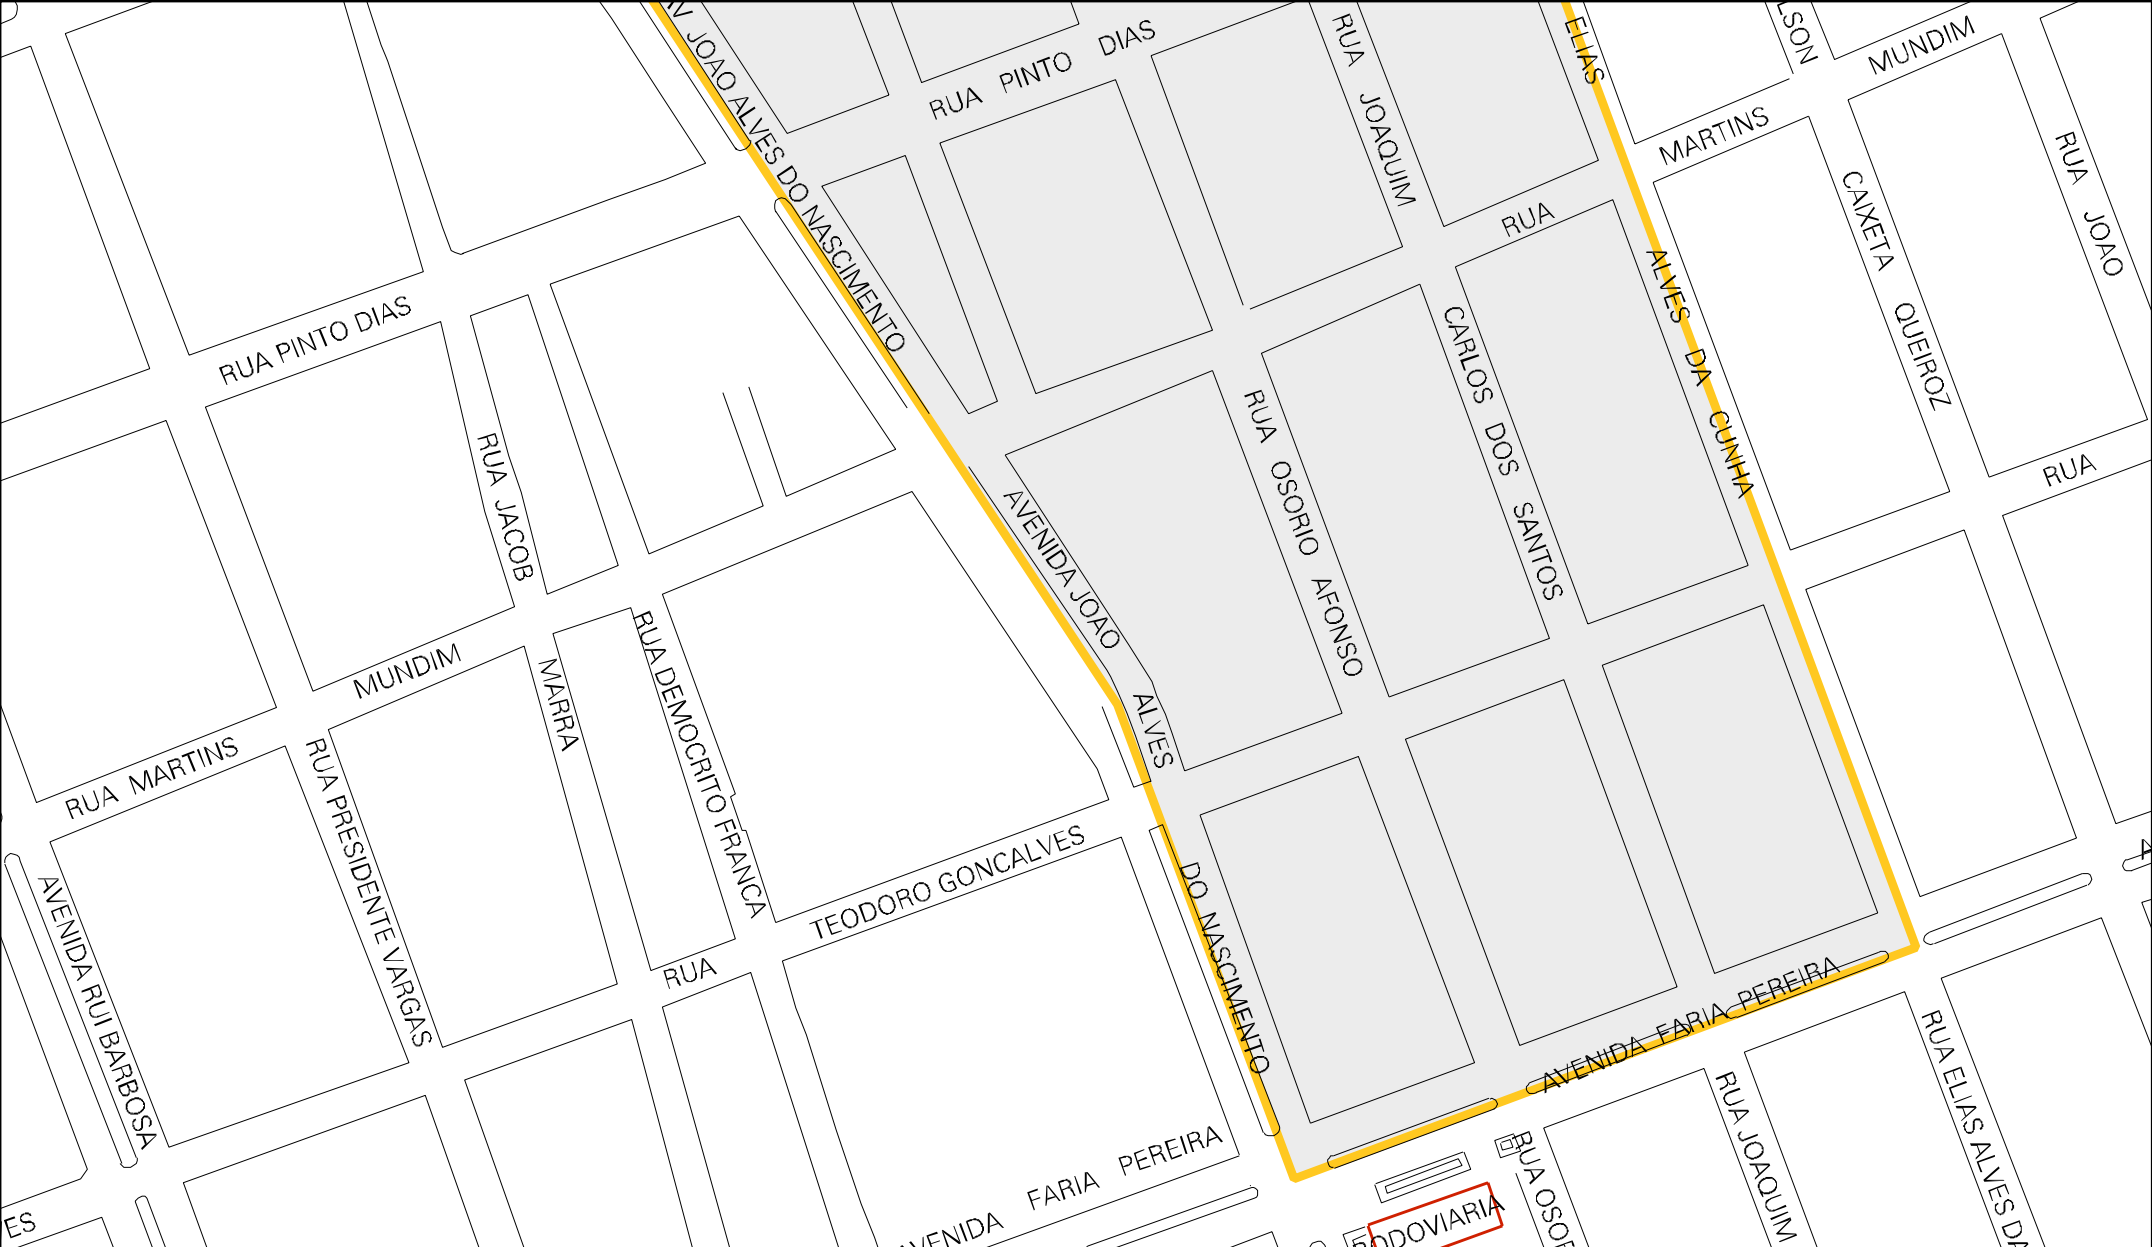 AV JOAO ALVES DO NASCIMENTO
RUA PINTO DIAS
RUA JOAQUIM
ELIAS
MUNDIM
MARTINS
RUA
RUA JOAO
CAIXETA QUEIROZ
ALVES DA CUNHA
RUA PINTO DIAS
CARLOS DOS SANTOS
RUA OSORIO AFONSO
RUA JACOB
RUA
AVENIDA JOAO
ALVES
MUNDIM
MARRA
RUA DEMOCRITO FRANCA
RUA MARTINS
RUA PRESIDENTE VARGAS
TEODORO GONCALVES
DO NASCIMENTO
AVENIDA RUI BARBOSA
RUA
AVENIDA FARIA PEREIRA
RUA ELIAS ALVES DA
RUA JOAQUIM
FARIA PEREIRA
AVENIDA
RODOVIARIA